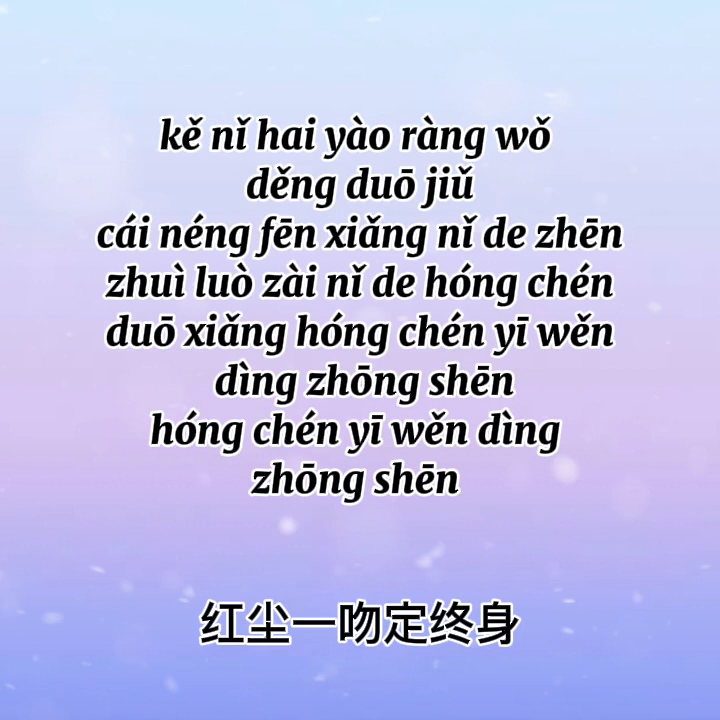 kě nǐ hai yào ràng wǒ
děng duō jiǔ
cái néng fēn xiǎng nǐ de zhēn
zhuì luò zài nǐ de hóng chén
duō xiǎng hóng chén yī wěn
dìng zhōng shēn
hóng chén yī wěn dìng
zhōng shēn
红尘一吻定终身